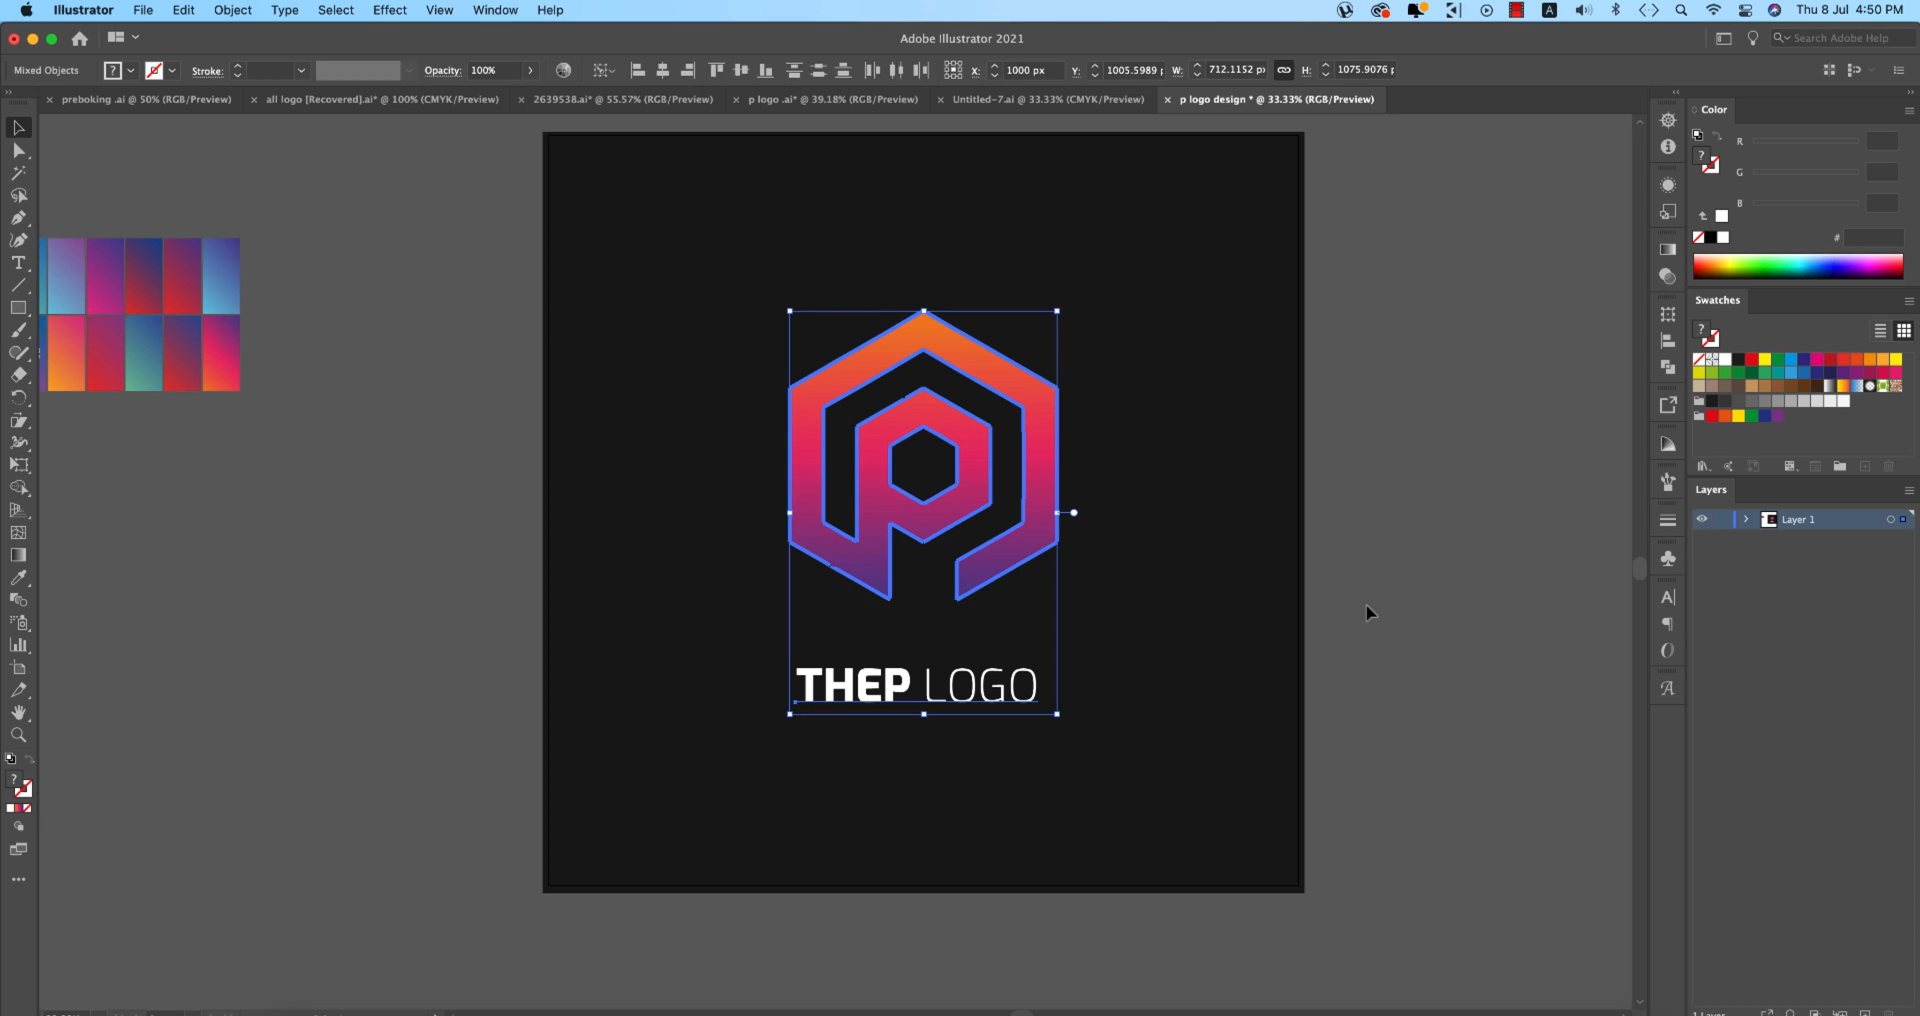 Illustrator File Edit Object Type Select Effect View Window Help Thu 8 Jul 4:50 PM
Adobe Illustrator 2021 Search Adobe Help
Mixed Objects ? Stroke: Opacity: 100% X: 1000 px Y: 1005.5989 W: 712.1152 H: 1075.9076
preboking .ai @ 50% (RGB/Preview) all logo [Recovered].ai* @ 100% (CMYK/Preview) 2639538.ai* @ 55.57% (RGB/Preview) p logo .ai* @ 39.18% (RGB/Preview) Untitled-7.ai @ 33.33% (CMYK/Preview) p logo design * @ 33.33% (RGB/Preview)
Color
R
G
B
#
Swatches
Layers
Layer 1
THEP LOGO